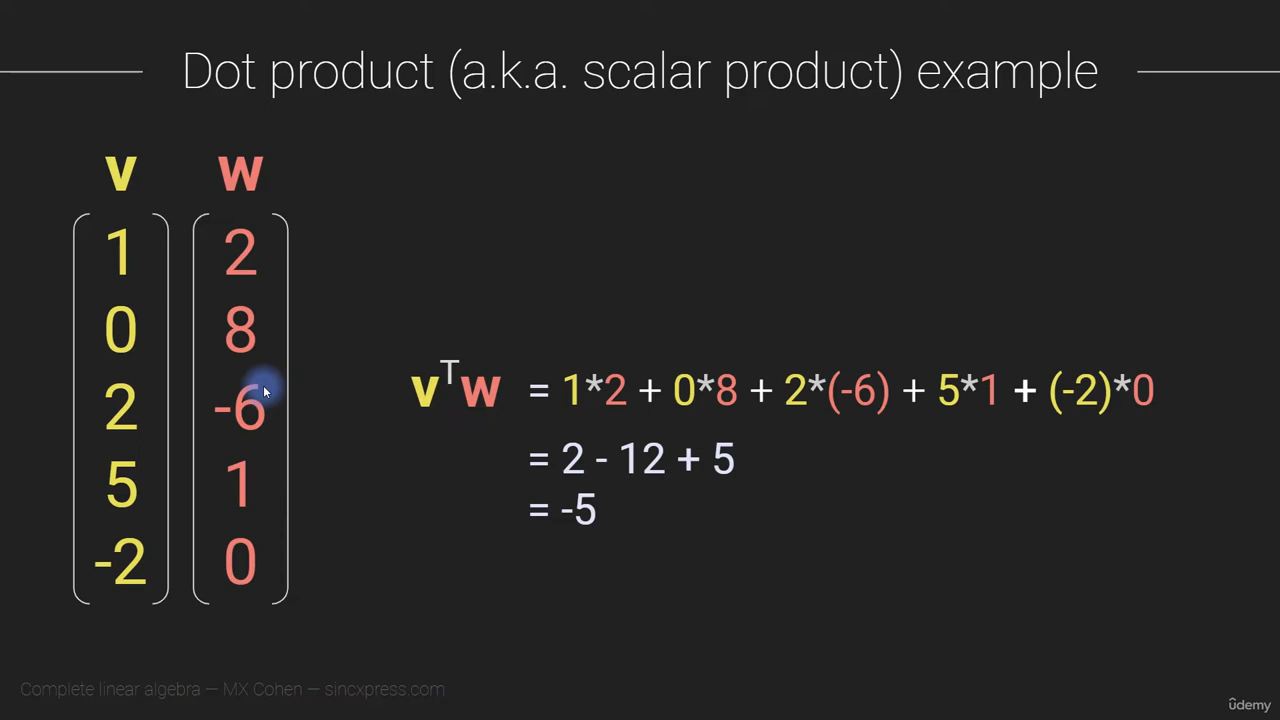 Dot product (a.k.a. scalar product) example
v w
1 2
0 8
2 -6
5 1
-2 0
vᵀw = 1*2 + 0*8 + 2*(-6) + 5*1 + (-2)*0
= 2 - 12 + 5
= -5
Complete linear algebra — MX Cohen — sincxpress.com
ûdemy